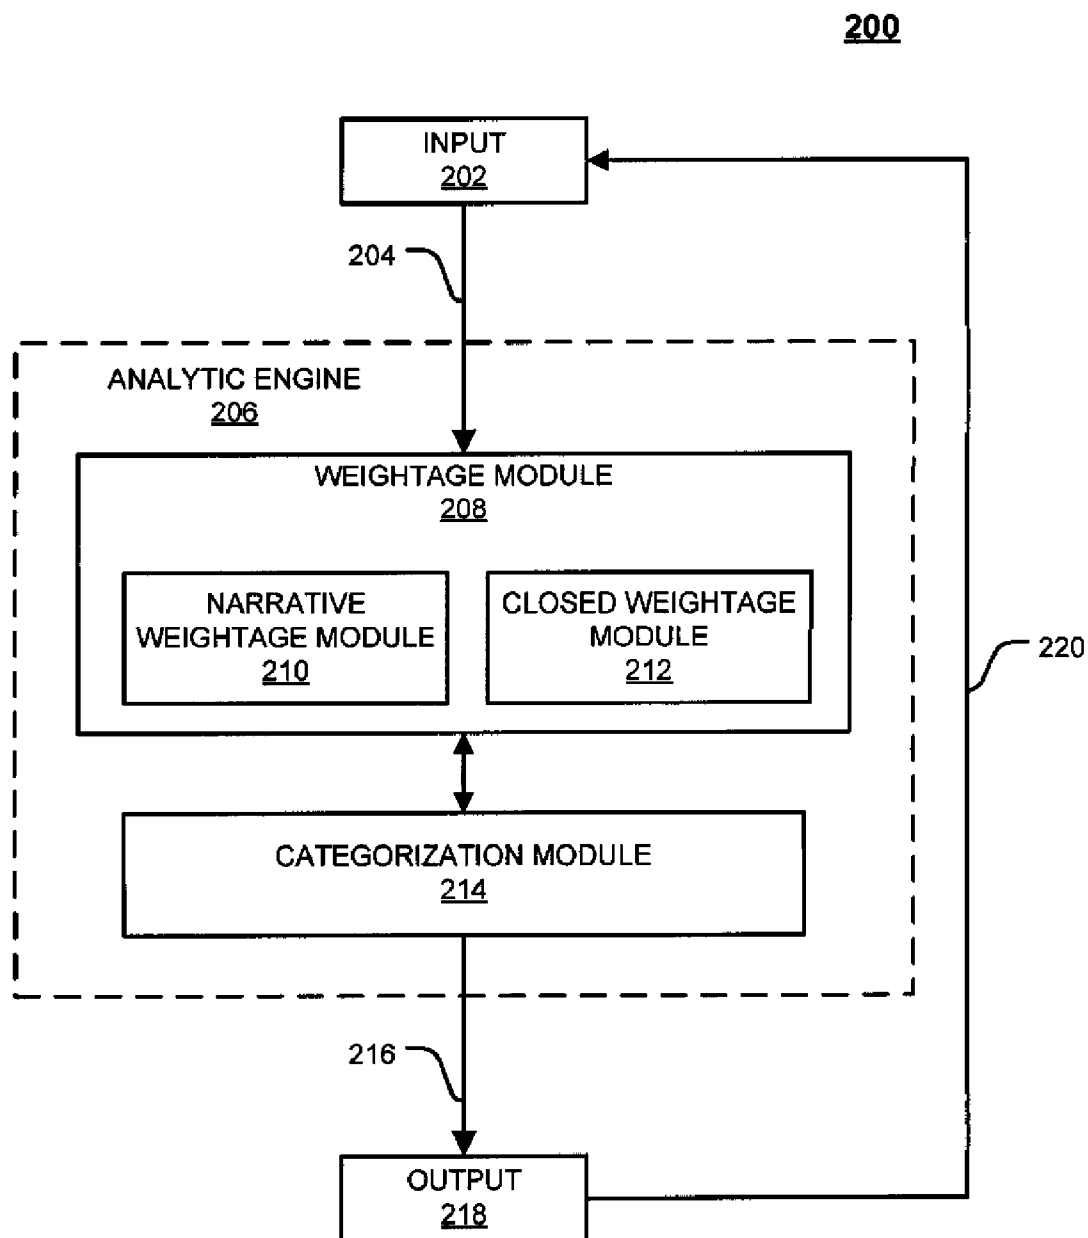 200
INPUT
202
204
ANALYTIC ENGINE
206
WEIGHTAGE MODULE
208
NARRATIVE
WEIGHTAGE MODULE
210
CLOSED WEIGHTAGE
MODULE
212
220
CATEGORIZATION MODULE
214
216
OUTPUT
218